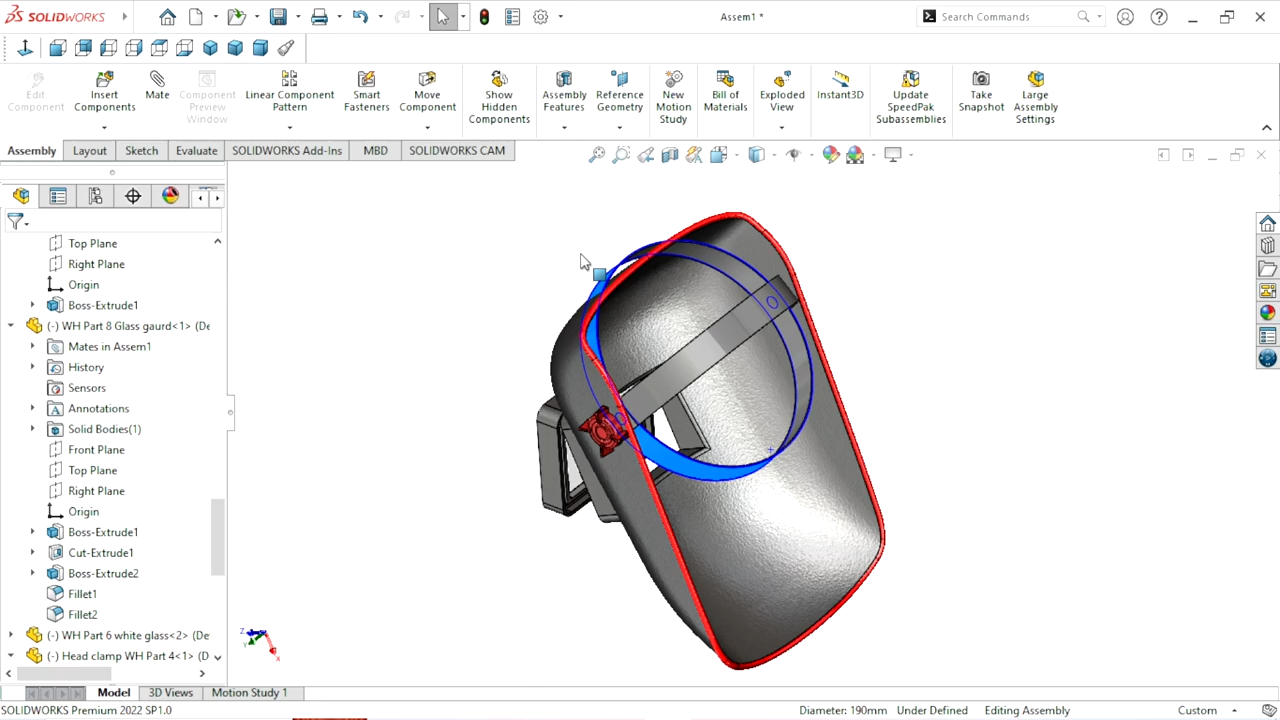 SOLIDWORKS
Assem1 *
Search Commands
Edit Component
Insert Components
Mate
Component Preview Window
Linear Component Pattern
Smart Fasteners
Move Component
Show Hidden Components
Assembly Features
Reference Geometry
New Motion Study
Bill of Materials
Exploded View
Instant3D
Update SpeedPak Subassemblies
Take Snapshot
Large Assembly Settings
Assembly Layout Sketch Evaluate SOLIDWORKS Add-Ins MBD SOLIDWORKS CAM
Top Plane
Right Plane
Origin
Boss-Extrude1
(-) WH Part 8 Glass gaurd<1> (De
Mates in Assem1
History
Sensors
Annotations
Solid Bodies(1)
Front Plane
Top Plane
Right Plane
Origin
Boss-Extrude1
Cut-Extrude1
Boss-Extrude2
Fillet1
Fillet2
(-) WH Part 6 white glass<2> (De
(-) Head clamp WH Part 4<1> (D
Z
Y
X
Model 3D Views Motion Study 1
SOLIDWORKS Premium 2022 SP1.0
Diameter: 190mm Under Defined Editing Assembly Custom